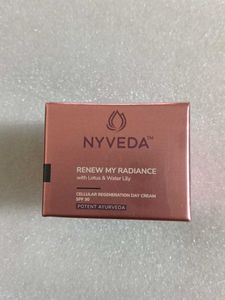 NYVEDA™
RENEW MY RADIANCE
with Lotus & Water Lily
CELLULAR REGENERATION DAY CREAM
SPF 30
POTENT AYURVEDA